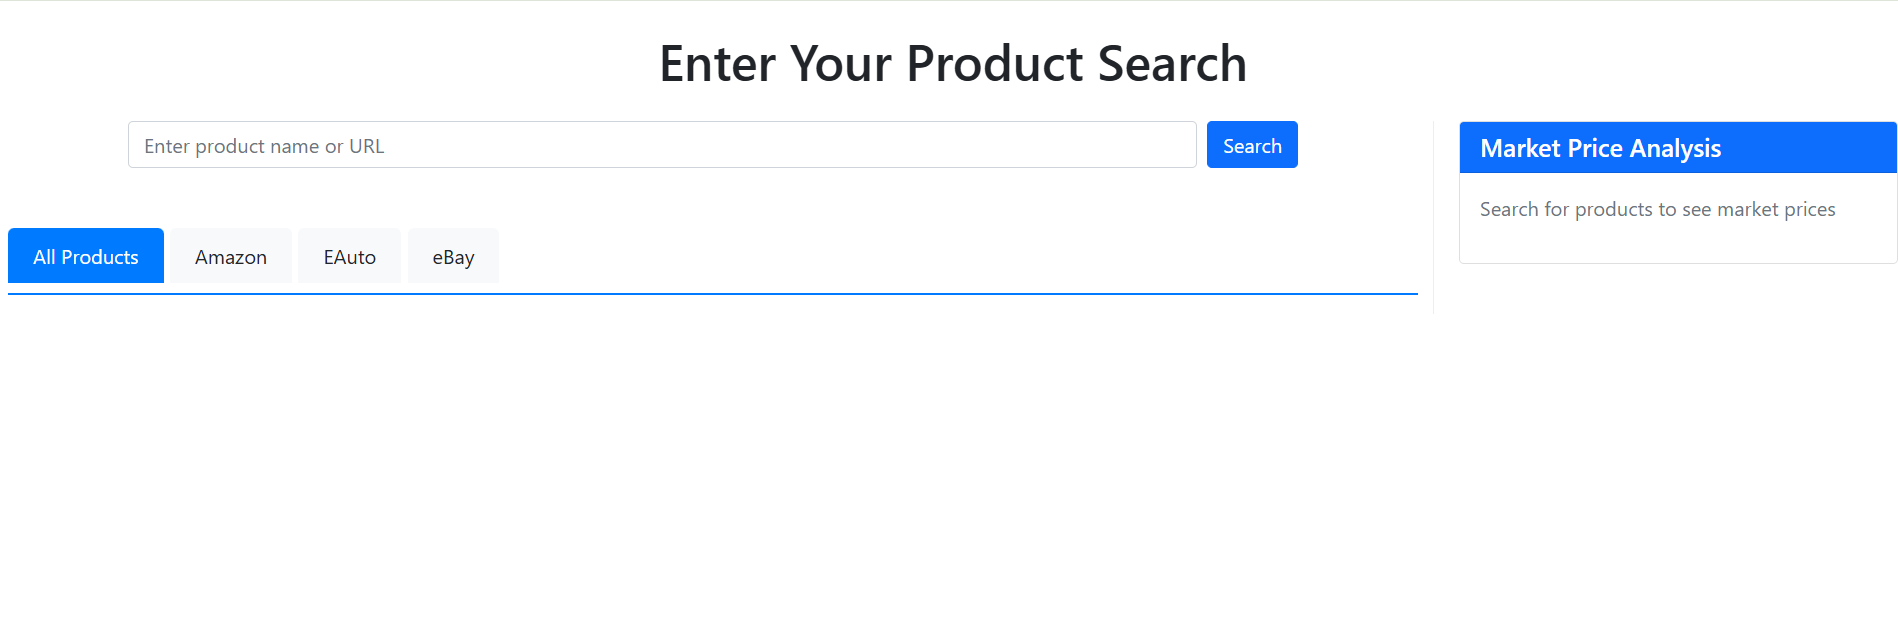 Enter Your Product Search
Enter product name or URL
Search
Market Price Analysis
Search for products to see market prices
All Products
Amazon
EAuto
eBay